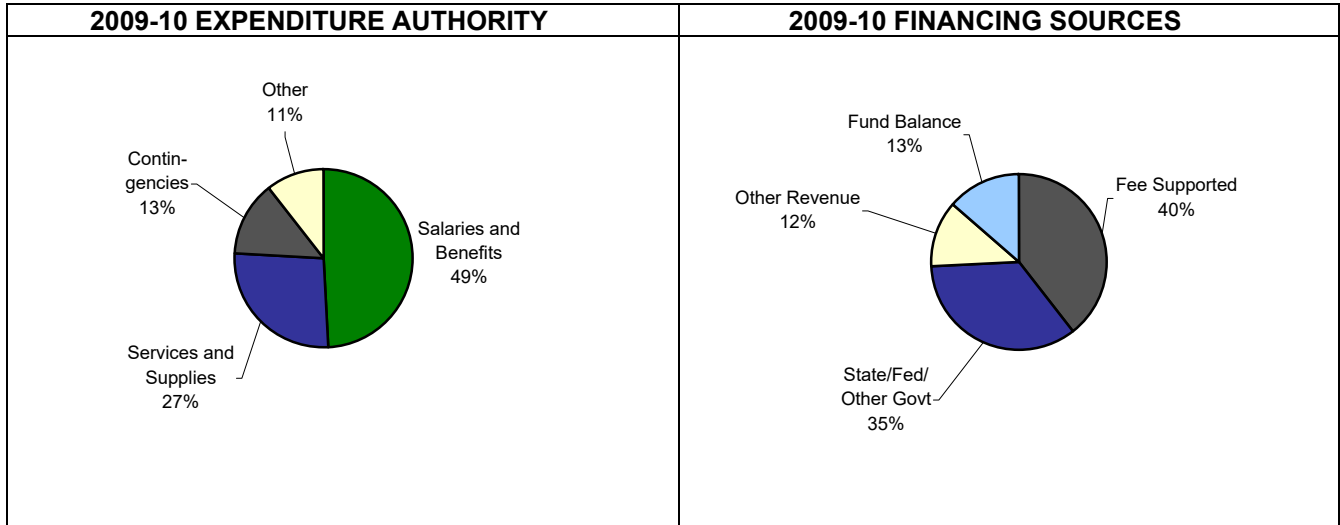 2009-10 EXPENDITURE AUTHORITY
Other
11%
Contin-
gencies
13%
Salaries and
Benefits
49%
Services and
Supplies
27%
2009-10 FINANCING SOURCES
Fund Balance
13%
Fee Supported
40%
Other Revenue
12%
State/Fed/
Other Govt
35%